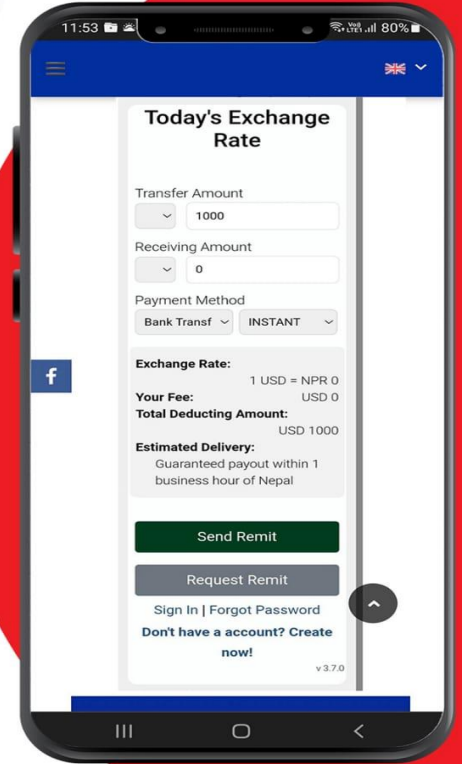 11:53
Vo)) LTE1 .ıll 80%
Today's Exchange
Rate
Transfer Amount
1000
Receiving Amount
0
Payment Method
Bank Transf INSTANT
Exchange Rate:
1 USD = NPR 0
Your Fee: USD 0
Total Deducting Amount:
USD 1000
Estimated Delivery:
Guaranteed payout within 1
business hour of Nepal
f
Send Remit
Request Remit
Sign In | Forgot Password
Don't have a account? Create
now!
v 3.7.0